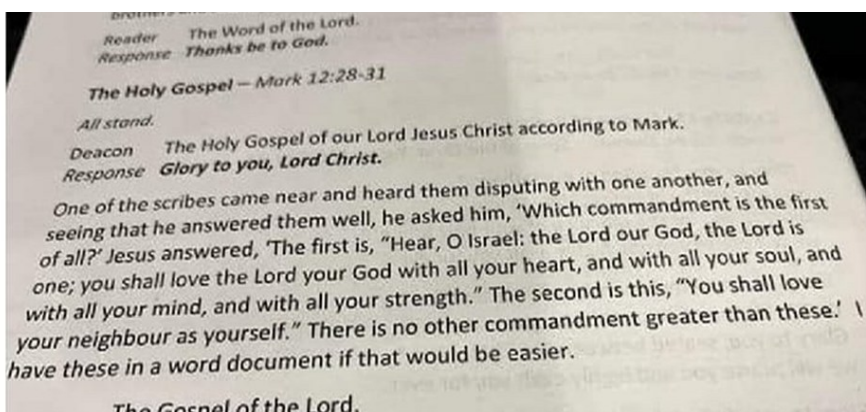 Reader The Word of the Lord.
Response Thanks be to God.
The Holy Gospel – Mark 12:28-31
All stand.
Deacon The Holy Gospel of our Lord Jesus Christ according to Mark.
Response Glory to you, Lord Christ.
One of the scribes came near and heard them disputing with one another, and
seeing that he answered them well, he asked him, ‘Which commandment is the first
of all?’ Jesus answered, ‘The first is, “Hear, O Israel: the Lord our God, the Lord is
one; you shall love the Lord your God with all your heart, and with all your soul, and
with all your mind, and with all your strength.” The second is this, “You shall love
your neighbour as yourself.” There is no other commandment greater than these.’ I
have these in a word document if that would be easier.
The Gospel of the Lord.